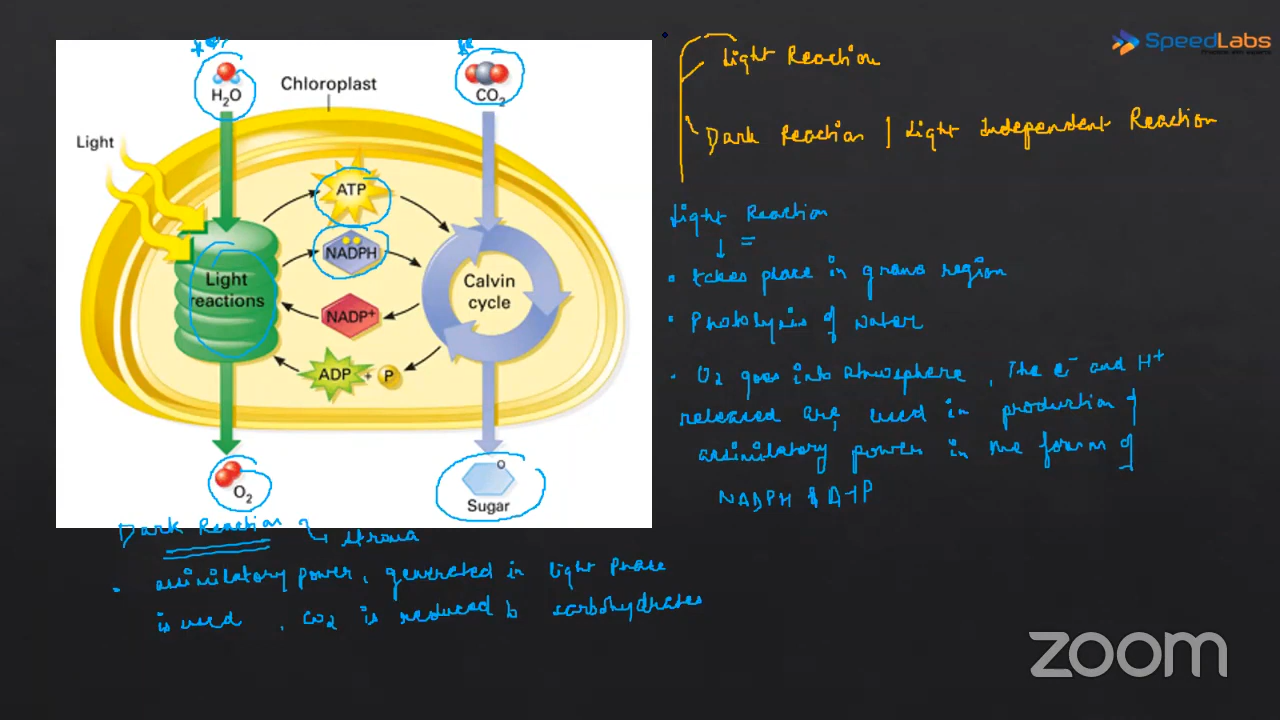 SpeedLabs
H₂O
CO₂
Chloroplast
Light
ATP
NADPH
Light reactions
Calvin cycle
NADP⁺
ADP + P
O₂
Sugar
Light Reaction
Dark Reaction | Light Independent Reaction
Light Reaction
• takes place in grana region
• Photolysis of water
• O₂ goes into atmosphere, The e⁻ and H⁺
released are, used in production of
assimilatory power in the form of
NADPH & ATP
Dark Reaction
stroma
• assimilatory power, generated in light phase
is used, CO₂ is reduced to carbohydrates
zoom